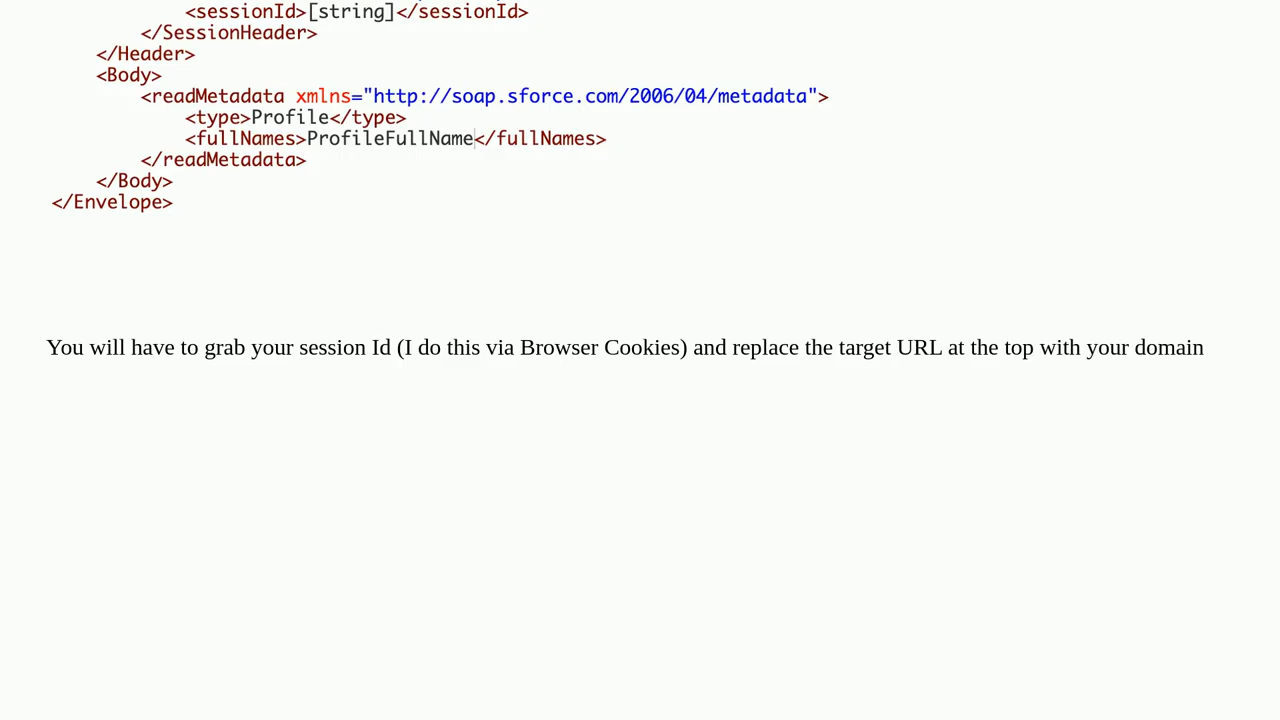 <sessionId>[string]</sessionId>
</SessionHeader>
</Header>
<Body>
<readMetadata xmlns="http://soap.sforce.com/2006/04/metadata">
<type>Profile</type>
<fullNames>ProfileFullName</fullNames>
</readMetadata>
</Body>
</Envelope>
You will have to grab your session Id (I do this via Browser Cookies) and replace the target URL at the top with your domain